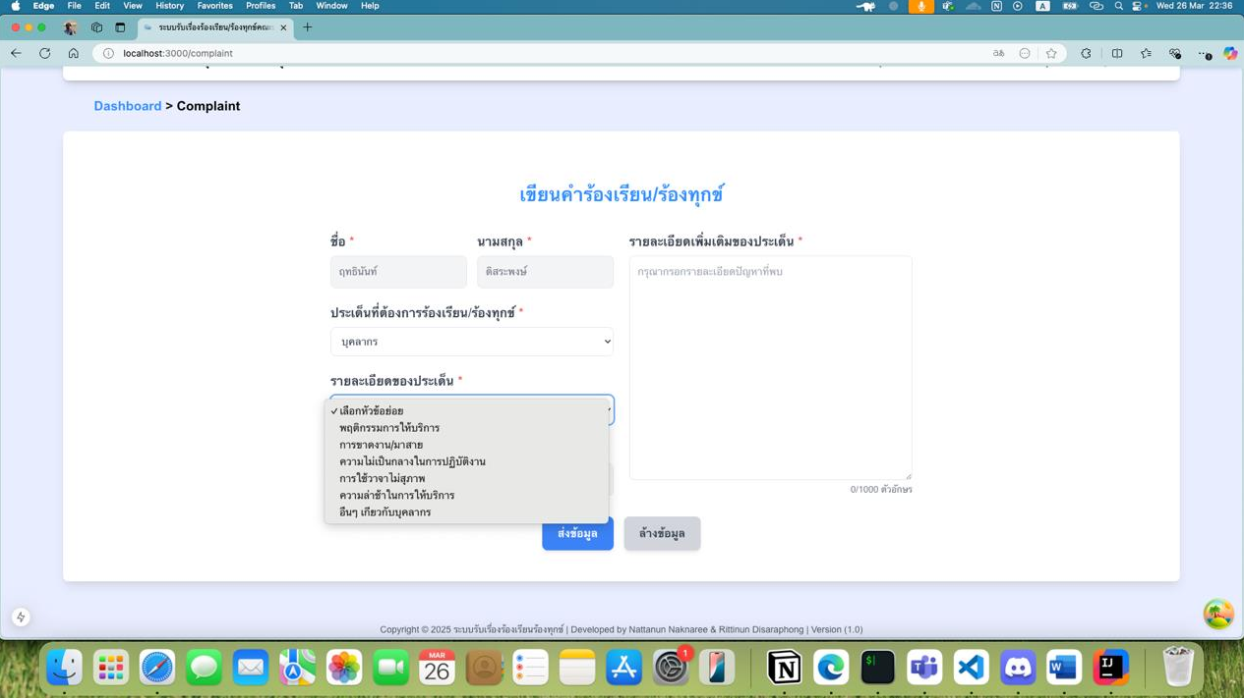 Edge File Edit View History Favorites Profiles Tab Window Help
Wed 26 Mar 22:36
ระบบรับเรื่องร้องเรียน/ร้องทุกข์คณะ
localhost:3000/complaint
Dashboard > Complaint
เขียนคำร้องเรียน/ร้องทุกข์
ชื่อ *
นามสกุล *
ฤทธินันท์
ดิสระพงษ์
ประเด็นที่ต้องการร้องเรียน/ร้องทุกข์ *
บุคลากร
รายละเอียดของประเด็น *
✓ เลือกหัวข้อย่อย
พฤติกรรมการให้บริการ
การขาดงาน/มาสาย
ความไม่เป็นกลางในการปฏิบัติงาน
การใช้วาจาไม่สุภาพ
ความล่าช้าในการให้บริการ
อื่นๆ เกี่ยวกับบุคลากร
รายละเอียดเพิ่มเติมของประเด็น *
กรุณากรอกรายละเอียดปัญหาที่พบ
0/1000 ตัวอักษร
ส่งข้อมูล
ล้างข้อมูล
Copyright © 2025 ระบบรับเรื่องร้องเรียนร้องทุกข์ | Developed by Nattanun Naknaree & Rittinun Disaraphong | Version (1.0)
MAR
26
1